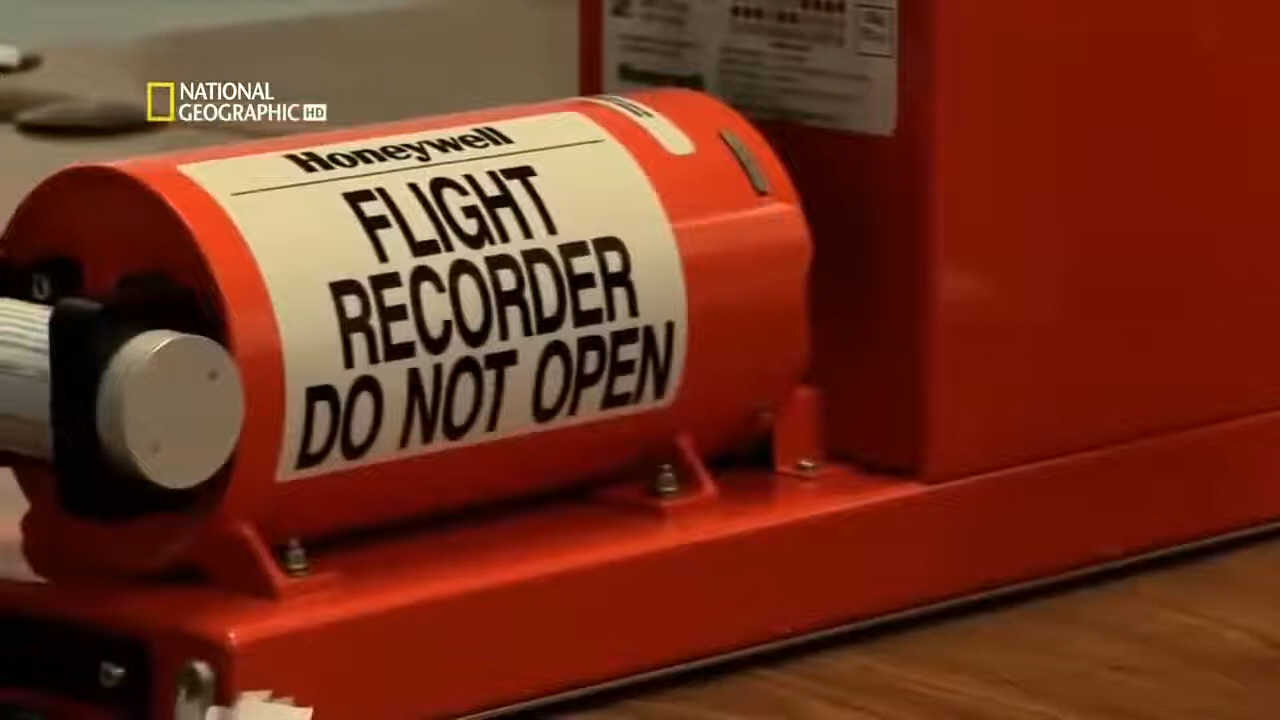 NATIONAL
GEOGRAPHIC HD
Honeywell
FLIGHT
RECORDER
DO NOT OPEN